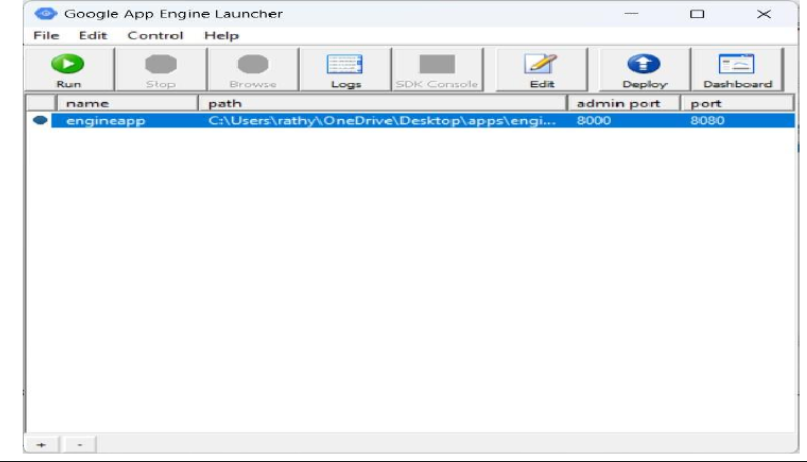 Google App Engine Launcher
File Edit Control Help
Run Stop Browse Logs SDK Console Edit Deploy Dashboard
name path admin port port
engineapp C:\Users\rathy\OneDrive\Desktop\apps\engi... 8000 8080
+ -